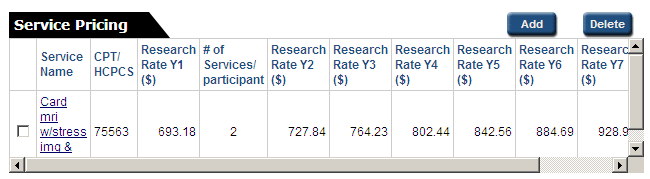 Service Pricing
Add
Delete
Service Name
CPT/ HCPCS
Research Rate Y1 ($)
# of Services/ participant
Research Rate Y2 ($)
Research Rate Y3 ($)
Research Rate Y4 ($)
Research Rate Y5 ($)
Research Rate Y6 ($)
Research Rate Y7 ($)
Card
mri
w/stress
img &
75563
693.18
2
727.84
764.23
802.44
842.56
884.69
928.9